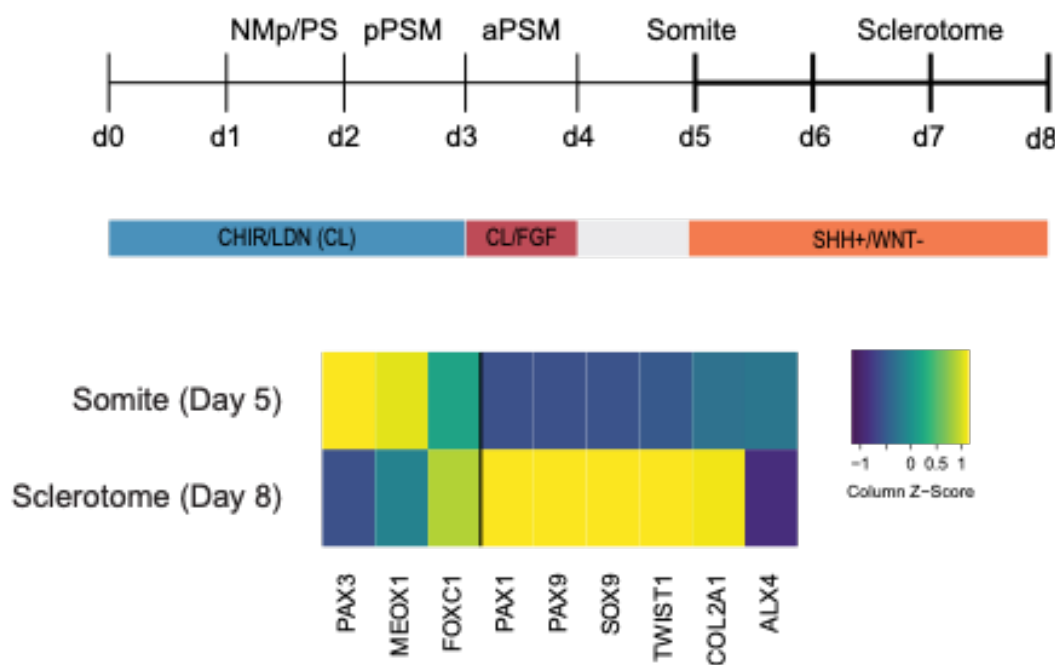 NMp/PS pPSM aPSM Somite Sclerotome
d0 d1 d2 d3 d4 d5 d6 d7 d8
CHIR/LDN (CL) CL/FGF SHH+/WNT-
Somite (Day 5)
Sclerotome (Day 8)
−1 0 0.5 1
Column Z−Score
PAX3
MEOX1
FOXC1
PAX1
PAX9
SOX9
TWIST1
COL2A1
ALX4